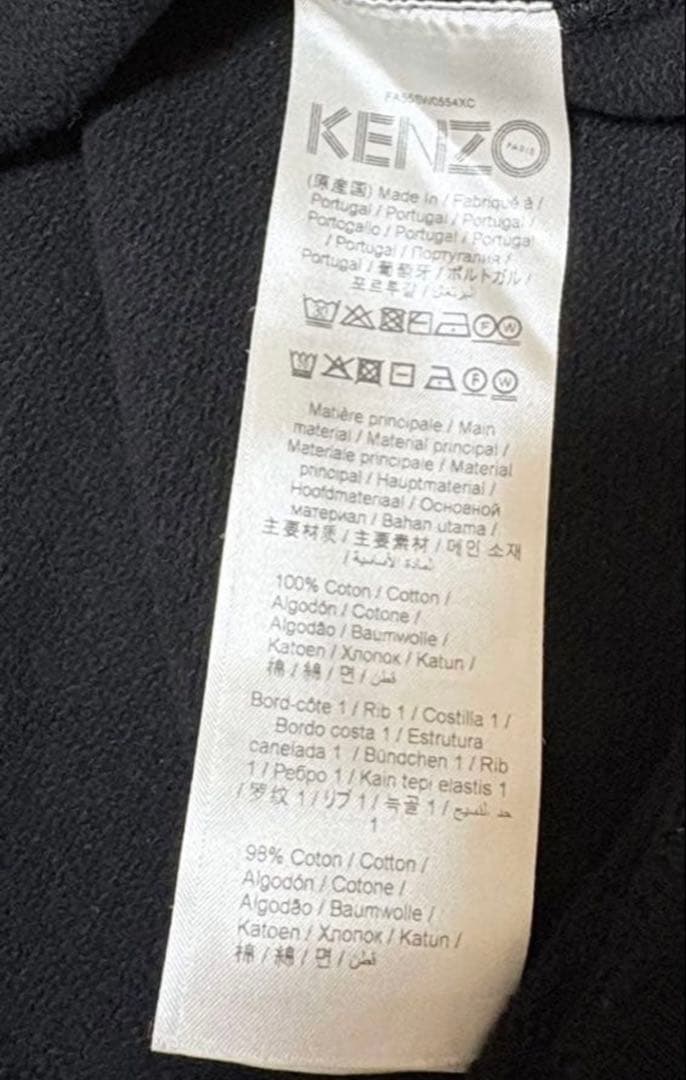 KENZO
PARIS
(原産国) Made in / Fabriqué à /
Portugal / Portugal / Portugal /
Portogallo / Portugal / Portugal
/ Portugal / Португалия /
Portugal / 葡萄牙 / ポルトガル /
포르투갈 / البرتغال
30
F W
F W
Matière principale / Main
material / Material principal /
Materiale principale / Material
principal / Hauptmaterial /
Hoofdmateriaal / Основной
материал / Bahan utama /
主要材质 / 主要素材 / 메인 소재
/ المادة الأساسية
100% Coton / Cotton /
Algodón / Cotone /
Algodão / Baumwolle /
Katoen / Хлопок / Katun /
棉 / 綿 / 면 / قطن
Bord-côte 1 / Rib 1 / Costilla 1 /
Bordo costa 1 / Estrutura
canelada 1 / Bündchen 1 / Rib
1 / Ребро 1 / Kain tepi elastis 1
/ 罗纹 1 / リブ 1 / 늑골 1 /
1
98% Coton / Cotton /
Algodón / Cotone /
Algodão / Baumwolle /
Katoen / Хлопок / Katun /
棉 / 綿 / 면 / قطن